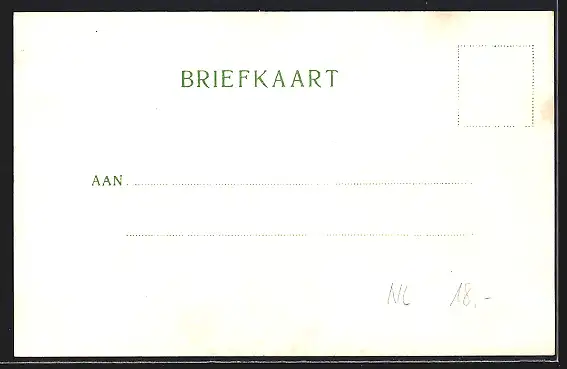 BRIEFKAART
AAN
NL 18.-